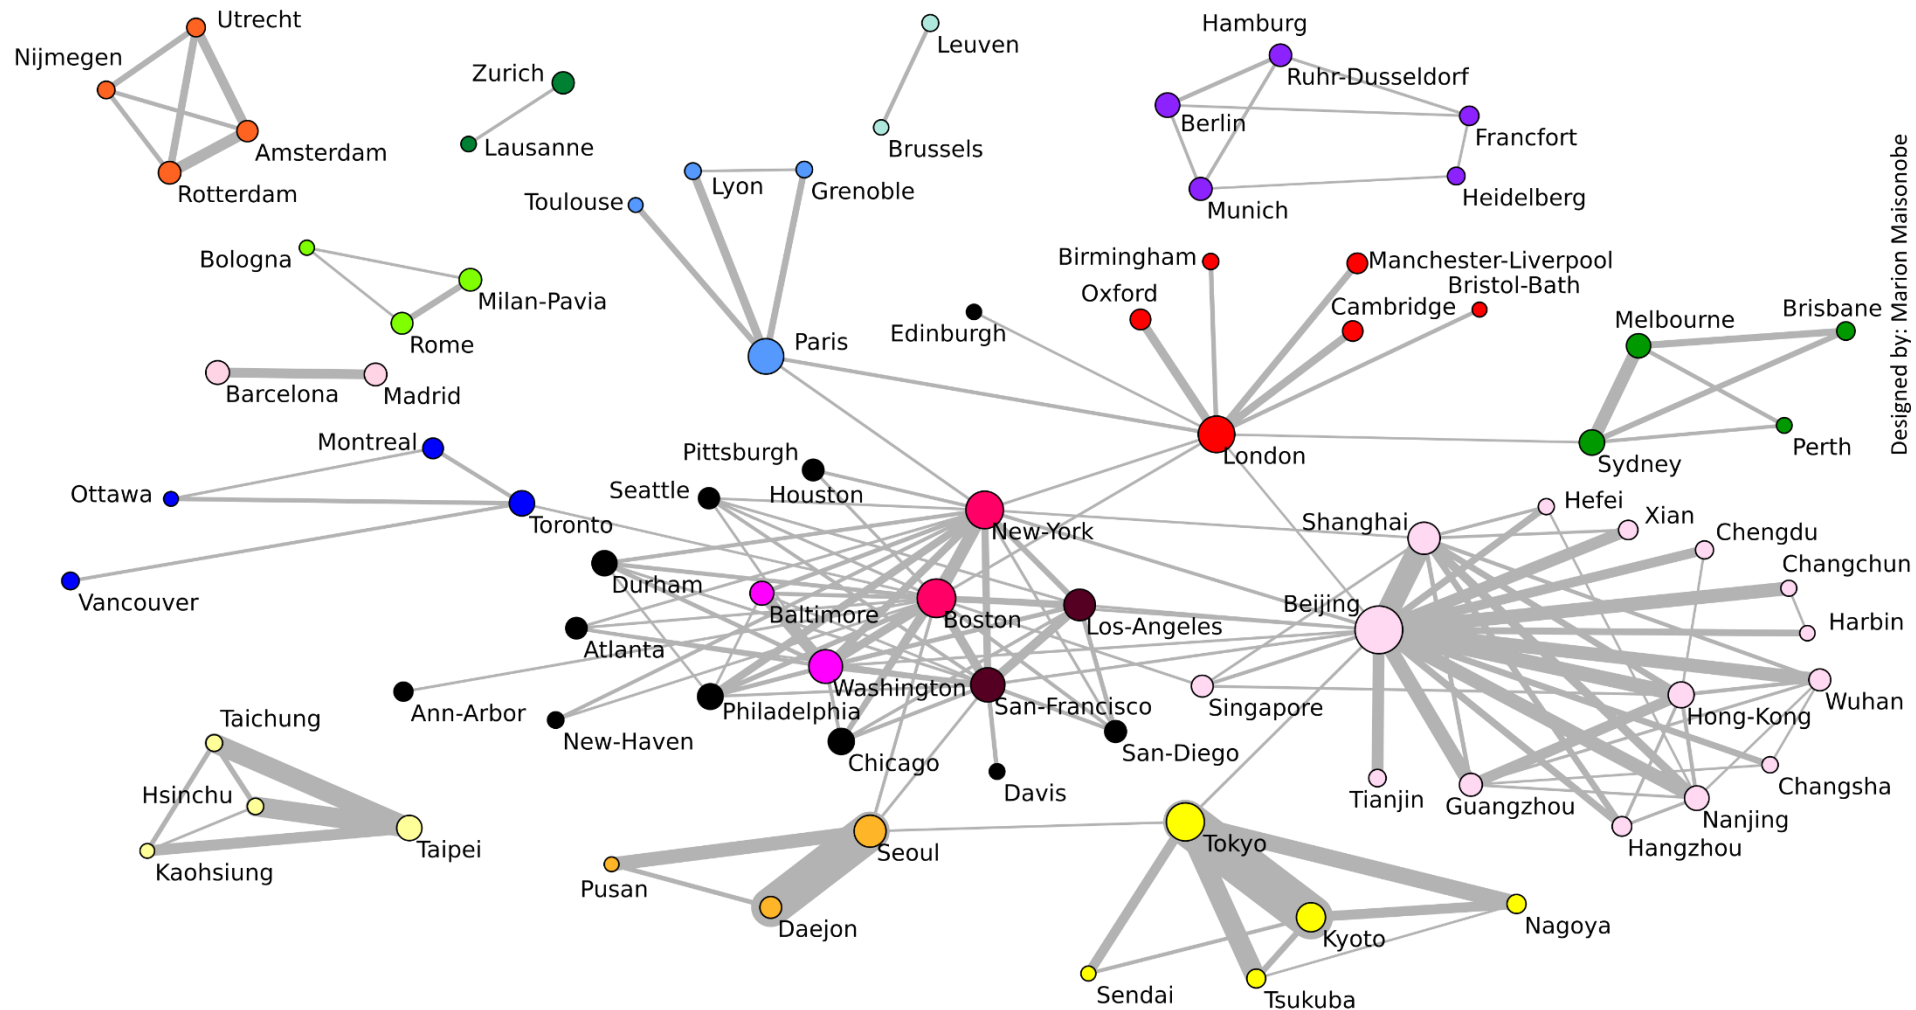 Utrecht
Hamburg
Leuven
Nijmegen
Zurich
Ruhr-Dusseldorf
Berlin
Francfort
Lausanne
Brussels
Amsterdam
Rotterdam
Lyon
Grenoble
Toulouse
Heidelberg
Munich
Designed by: Marion Maisonobe
Bologna
Birmingham
Manchester-Liverpool
Bristol-Bath
Oxford
Milan-Pavia
Cambridge
Brisbane
Melbourne
Edinburgh
Rome
Paris
Barcelona
Madrid
Montreal
Pittsburgh
London
Perth
Sydney
Ottawa
Seattle
Houston
Toronto
New-York
Shanghai
Hefei
Xian
Chengdu
Changchun
Durham
Vancouver
Baltimore
Boston
Los-Angeles
Beijing
Harbin
Atlanta
Washington
Ann-Arbor
Philadelphia
San-Francisco
Singapore
Hong-Kong
Wuhan
Taichung
New-Haven
Chicago
San-Diego
Hsinchu
Davis
Tianjin
Guangzhou
Changsha
Nanjing
Taipei
Seoul
Tokyo
Hangzhou
Kaohsiung
Pusan
Daejon
Kyoto
Nagoya
Sendai
Tsukuba